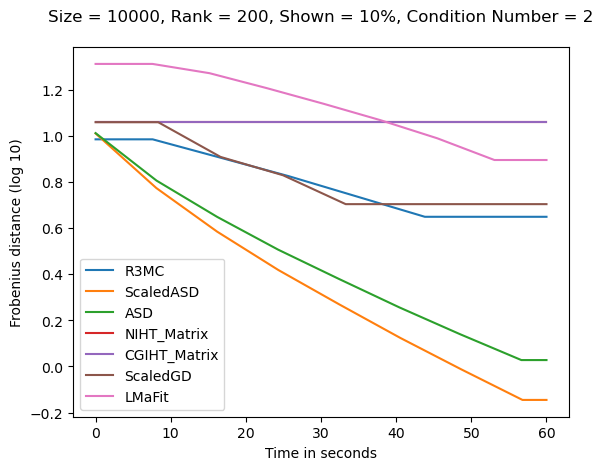 Size = 10000, Rank = 200, Shown = 10%, Condition Number = 2
Frobenius distance (log 10)
1.2
1.0
0.8
0.6
0.4
0.2
0.0
−0.2
R3MC
ScaledASD
ASD
NIHT_Matrix
CGIHT_Matrix
ScaledGD
LMaFit
0 10 20 30 40 50 60
Time in seconds